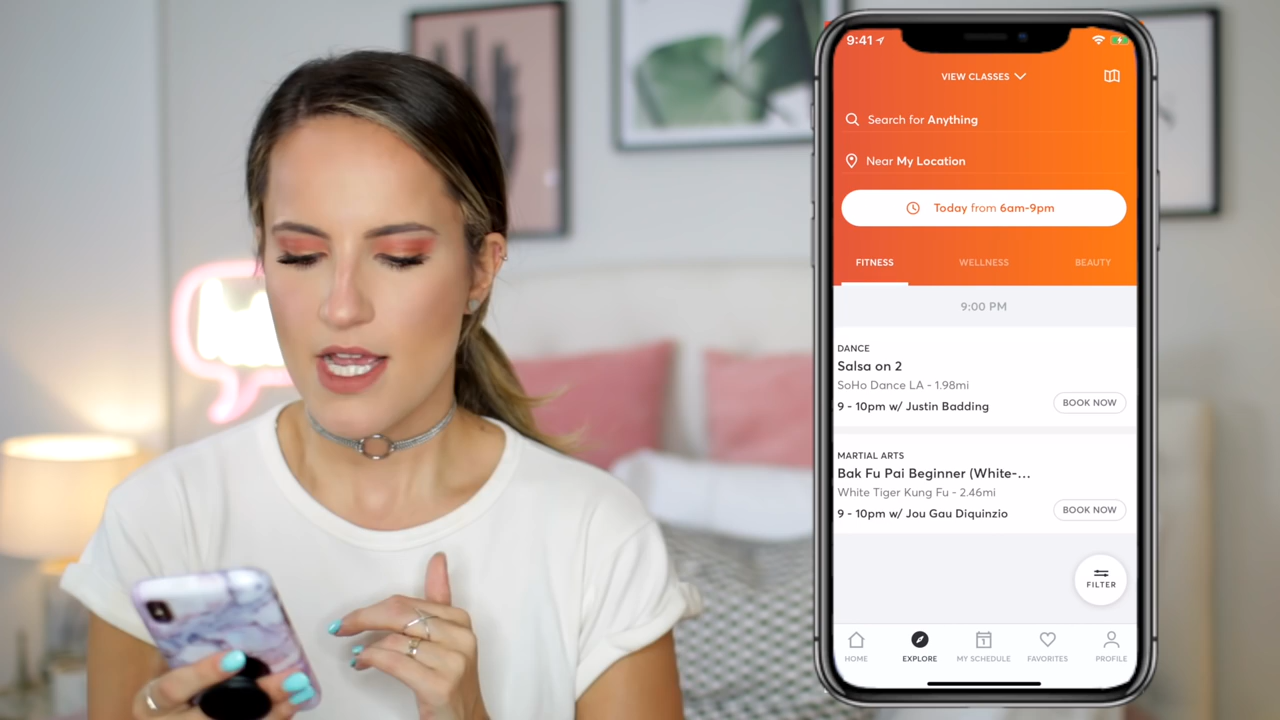 9:41
VIEW CLASSES
Search for Anything
Near My Location
Today from 6am-9pm
FITNESS WELLNESS BEAUTY
9:00 PM
DANCE
Salsa on 2
SoHo Dance LA - 1.98mi
9 - 10pm w/ Justin Badding
BOOK NOW
MARTIAL ARTS
Bak Fu Pai Beginner (White-...
White Tiger Kung Fu - 2.46mi
9 - 10pm w/ Jou Gau Diquinzio
BOOK NOW
FILTER
1
HOME EXPLORE MY SCHEDULE FAVORITES PROFILE